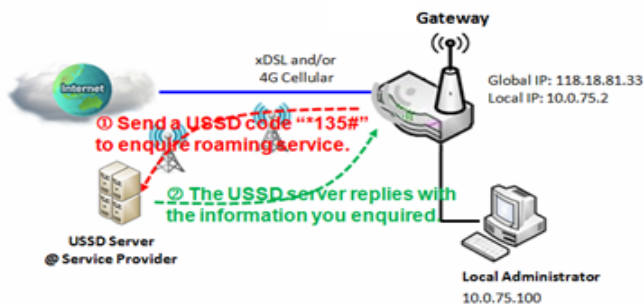 Gateway
Internet
xDSL and/or
4G Cellular
Global IP: 118.18.81.33
Local IP: 10.0.75.2
① Send a USSD code “*135#”
to enquire roaming service.
② The USSD server replies with
the information you enquired.
USSD Server
@ Service Provider
Local Administrator
10.0.75.100